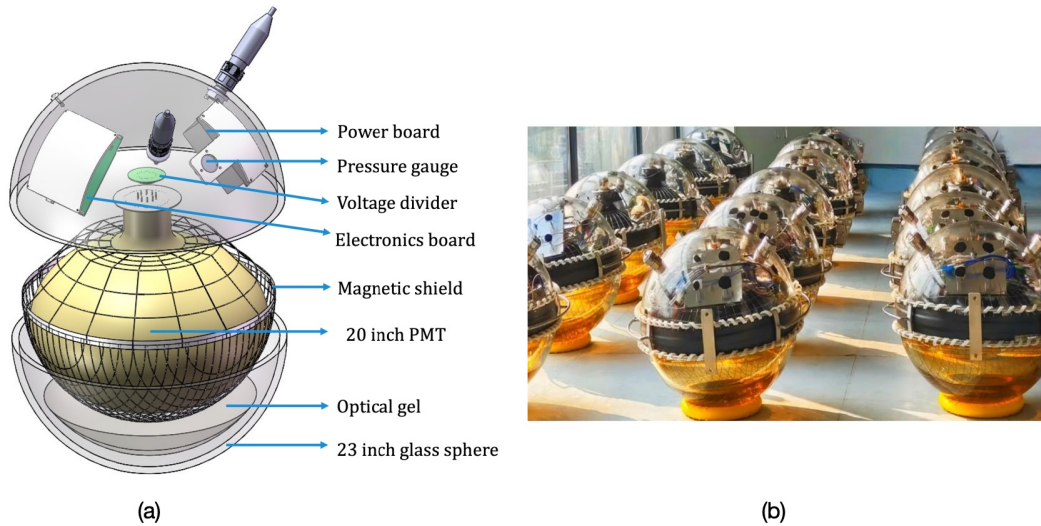 Power board
Pressure gauge
Voltage divider
Electronics board
Magnetic shield
20 inch PMT
Optical gel
23 inch glass sphere
(a)
(b)